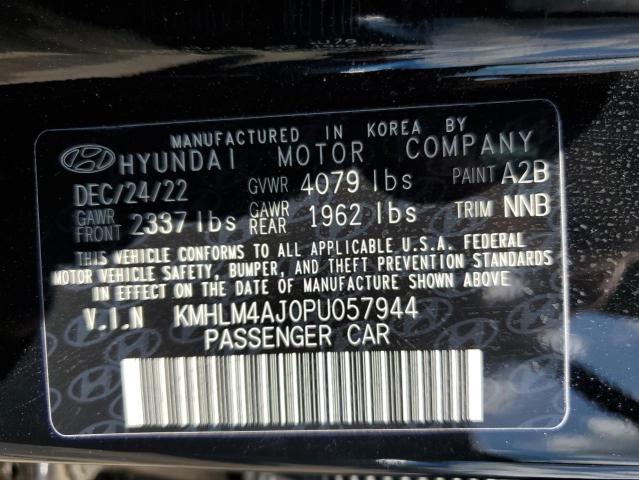 MANUFACTURED IN KOREA BY
HYUNDAI MOTOR COMPANY
DEC/24/22 GVWR 4079 lbs PAINT A2B
GAWR FRONT 2337 lbs GAWR REAR 1962 lbs TRIM NNB
THIS VEHICLE CONFORMS TO ALL APPLICABLE U.S.A. FEDERAL
MOTOR VEHICLE SAFETY, BUMPER, AND THEFT PREVENTION STANDARDS
IN EFFECT ON THE DATE OF MANUFACTURE SHOWN ABOVE.
V.I.N KMHLM4AJ0PU057944
PASSENGER CAR